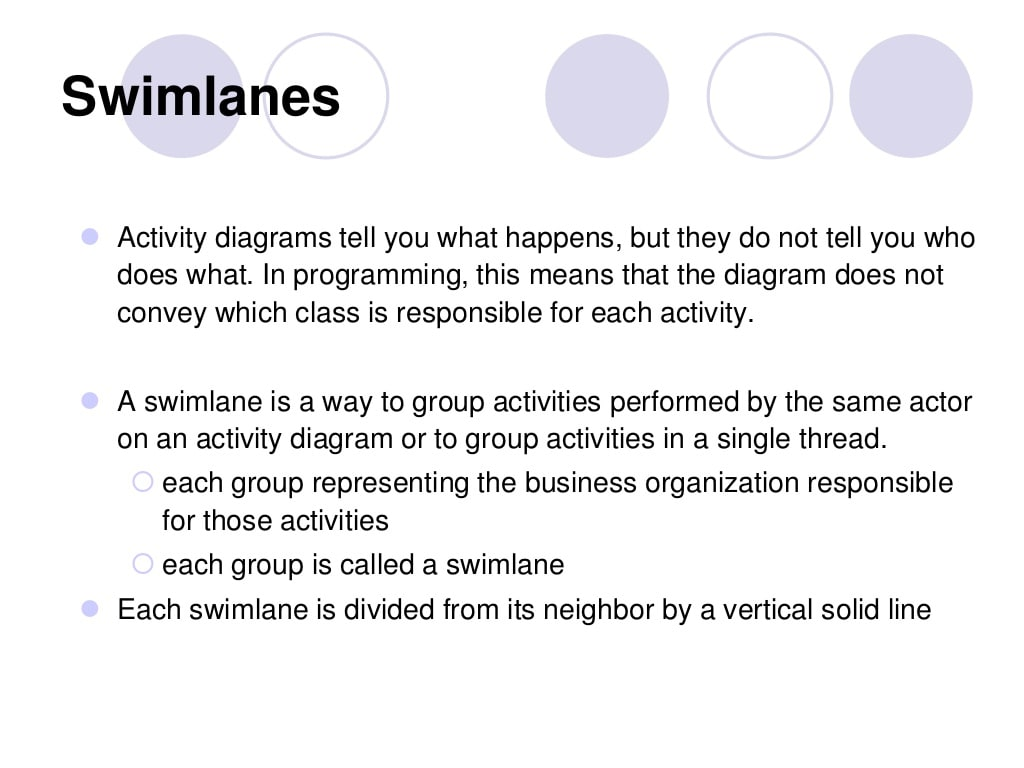 Swimlanes
Activity diagrams tell you what happens, but they do not tell you who
does what. In programming, this means that the diagram does not
convey which class is responsible for each activity.
A swimlane is a way to group activities performed by the same actor
on an activity diagram or to group activities in a single thread.
each group representing the business organization responsible
for those activities
each group is called a swimlane
Each swimlane is divided from its neighbor by a vertical solid line